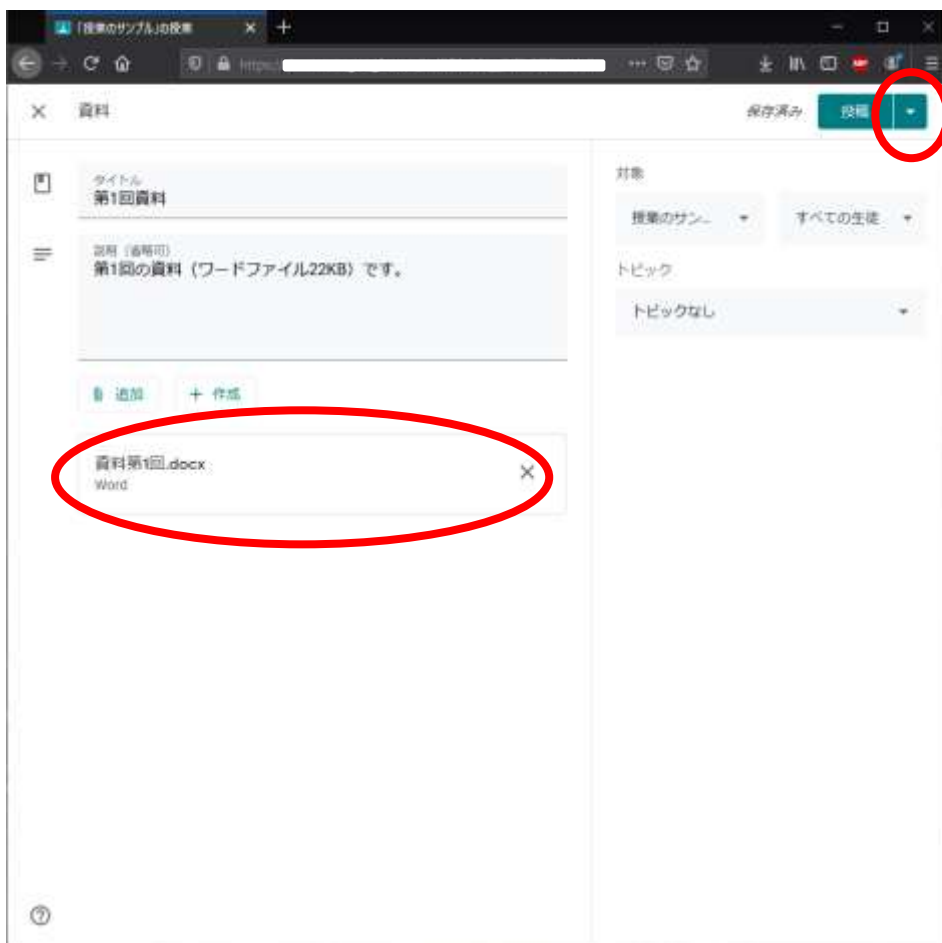 「授業のサンプル」の授業
https:
資料
保存済み
投稿
タイトル
第1回資料
説明（省略可）
第1回の資料（ワードファイル22KB）です。
追加
作成
資料第1回.docx
Word
対象
授業のサン...
すべての生徒
トピック
トピックなし